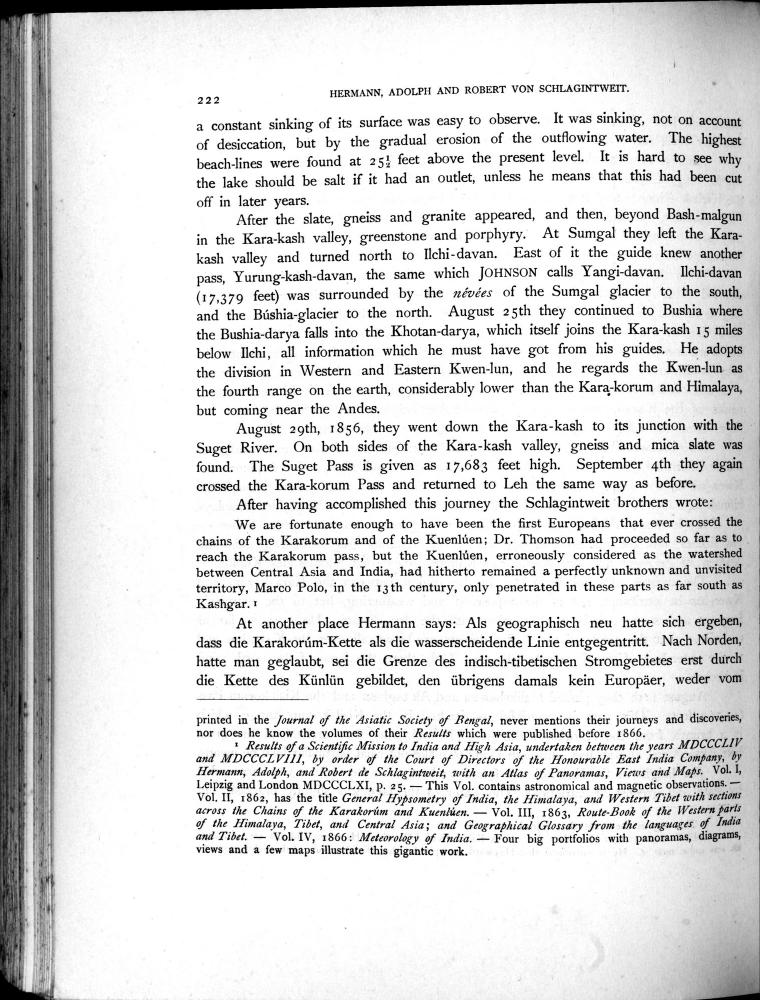 222
HERMANN, ADOLPH AND ROBERT VON SCHLAGINTWEIT.
a constant sinking of its surface was easy to observe. It was sinking, not on account
of desiccation, but by the gradual erosion of the outflowing water. The highest
beach-lines were found at 25½ feet above the present level. It is hard to see why
the lake should be salt if it had an outlet, unless he means that this had been cut
off in later years.
After the slate, gneiss and granite appeared, and then, beyond Bash-malgun
in the Kara-kash valley, greenstone and porphyry. At Sumgal they left the Kara-
kash valley and turned north to Ilchi-davan. East of it the guide knew another
pass, Yurung-kash-davan, the same which JOHNSON calls Yangi-davan. Ilchi-davan
(17,379 feet) was surrounded by the névées of the Sumgal glacier to the south,
and the Búshia-glacier to the north. August 25th they continued to Bushia where
the Bushia-darya falls into the Khotan-darya, which itself joins the Kara-kash 15 miles
below Ilchi, all information which he must have got from his guides. He adopts
the division in Western and Eastern Kwen-lun, and he regards the Kwen-lun as
the fourth range on the earth, considerably lower than the Kara-korum and Himalaya,
but coming near the Andes.
August 29th, 1856, they went down the Kara-kash to its junction with the
Suget River. On both sides of the Kara-kash valley, gneiss and mica slate was
found. The Suget Pass is given as 17,683 feet high. September 4th they again
crossed the Kara-korum Pass and returned to Leh the same way as before.
After having accomplished this journey the Schlagintweit brothers wrote:
We are fortunate enough to have been the first Europeans that ever crossed the
chains of the Karakorum and of the Kuenlúen; Dr. Thomson had proceeded so far as to
reach the Karakorum pass, but the Kuenlúen, erroneously considered as the watershed
between Central Asia and India, had hitherto remained a perfectly unknown and unvisited
territory, Marco Polo, in the 13th century, only penetrated in these parts as far south as
Kashgar. 1
At another place Hermann says: Als geographisch neu hatte sich ergeben,
dass die Karakorúm-Kette als die wasserscheidende Linie entgegentritt. Nach Norden,
hatte man geglaubt, sei die Grenze des indisch-tibetischen Stromgebietes erst durch
die Kette des Künlün gebildet, den übrigens damals kein Europäer, weder vom
printed in the Journal of the Asiatic Society of Bengal, never mentions their journeys and discoveries,
nor does he know the volumes of their Results which were published before 1866.
1 Results of a Scientific Mission to India and High Asia, undertaken between the years MDCCCLIV
and MDCCCLVIII, by order of the Court of Directors of the Honourable East India Company, by
Hermann, Adolph, and Robert de Schlagintweit, with an Atlas of Panoramas, Views and Maps. Vol. I,
Leipzig and London MDCCCLXI, p. 25. — This Vol. contains astronomical and magnetic observations. —
Vol. II, 1862, has the title General Hypsometry of India, the Himalaya, and Western Tibet with sections
across the Chains of the Karakorúm and Kuenlúen. — Vol. III, 1863, Route-Book of the Western parts
of the Himalaya, Tibet, and Central Asia; and Geographical Glossary from the languages of India
and Tibet. — Vol. IV, 1866: Meteorology of India. — Four big portfolios with panoramas, diagrams,
views and a few maps illustrate this gigantic work.